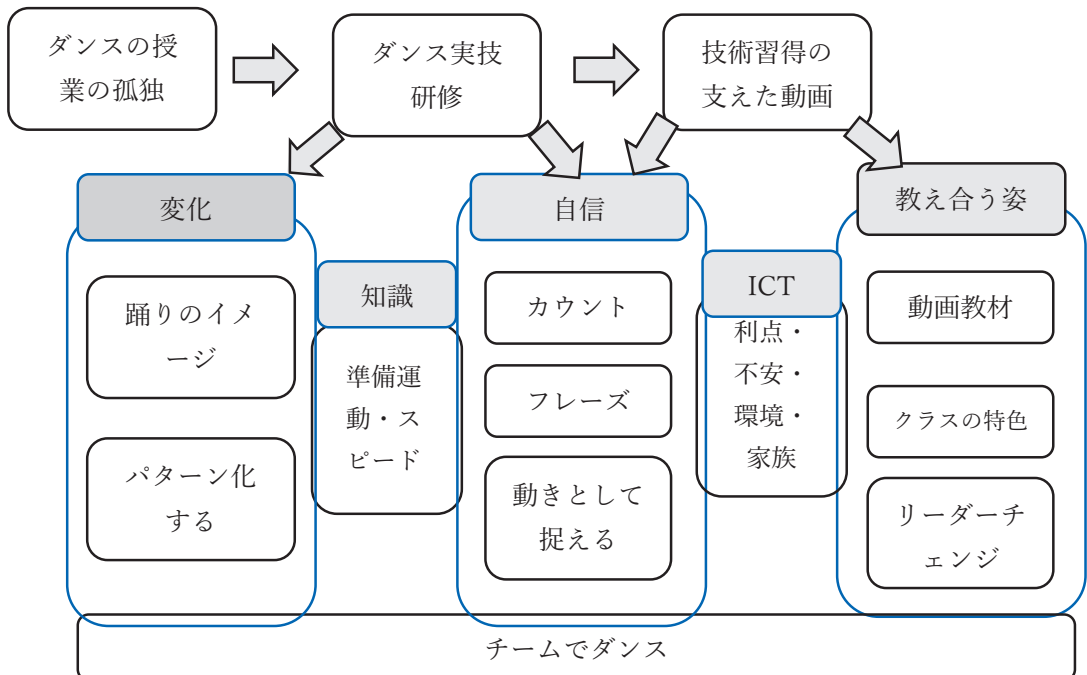 ダンスの授
業の孤独
ダンス実技
研修
技術習得の
支えた動画
変化
踊りのイメ
ージ
パターン化
する
知識
準備運
動・ス
ピード
自信
カウント
フレーズ
動きとして
捉える
ICT
利点・
不安・
環境・
家族
教え合う姿
動画教材
クラスの特色
リーダーチ
ェンジ
チームでダンス